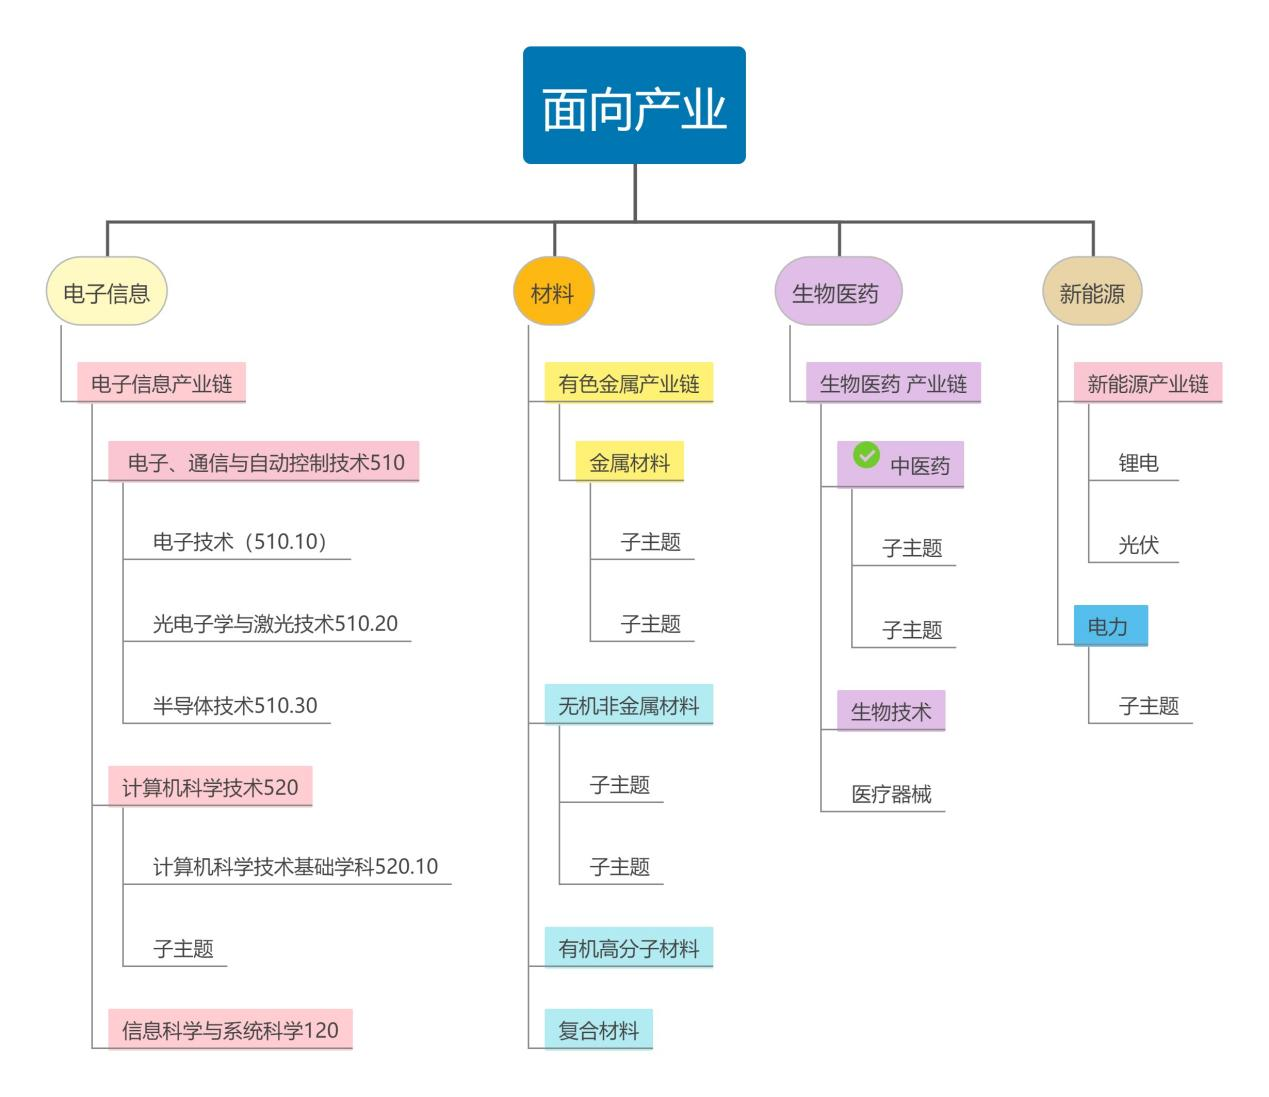 面向产业
电子信息
电子信息产业链
电子、通信与自动控制技术510
电子技术（510.10）
光电子学与激光技术510.20
半导体技术510.30
计算机科学技术520
计算机科学技术基础学科520.10
子主题
信息科学与系统科学120
材料
有色金属产业链
金属材料
子主题
子主题
无机非金属材料
子主题
子主题
有机高分子材料
复合材料
生物医药
生物医药 产业链
中医药
子主题
子主题
生物技术
医疗器械
新能源
新能源产业链
锂电
光伏
电力
子主题